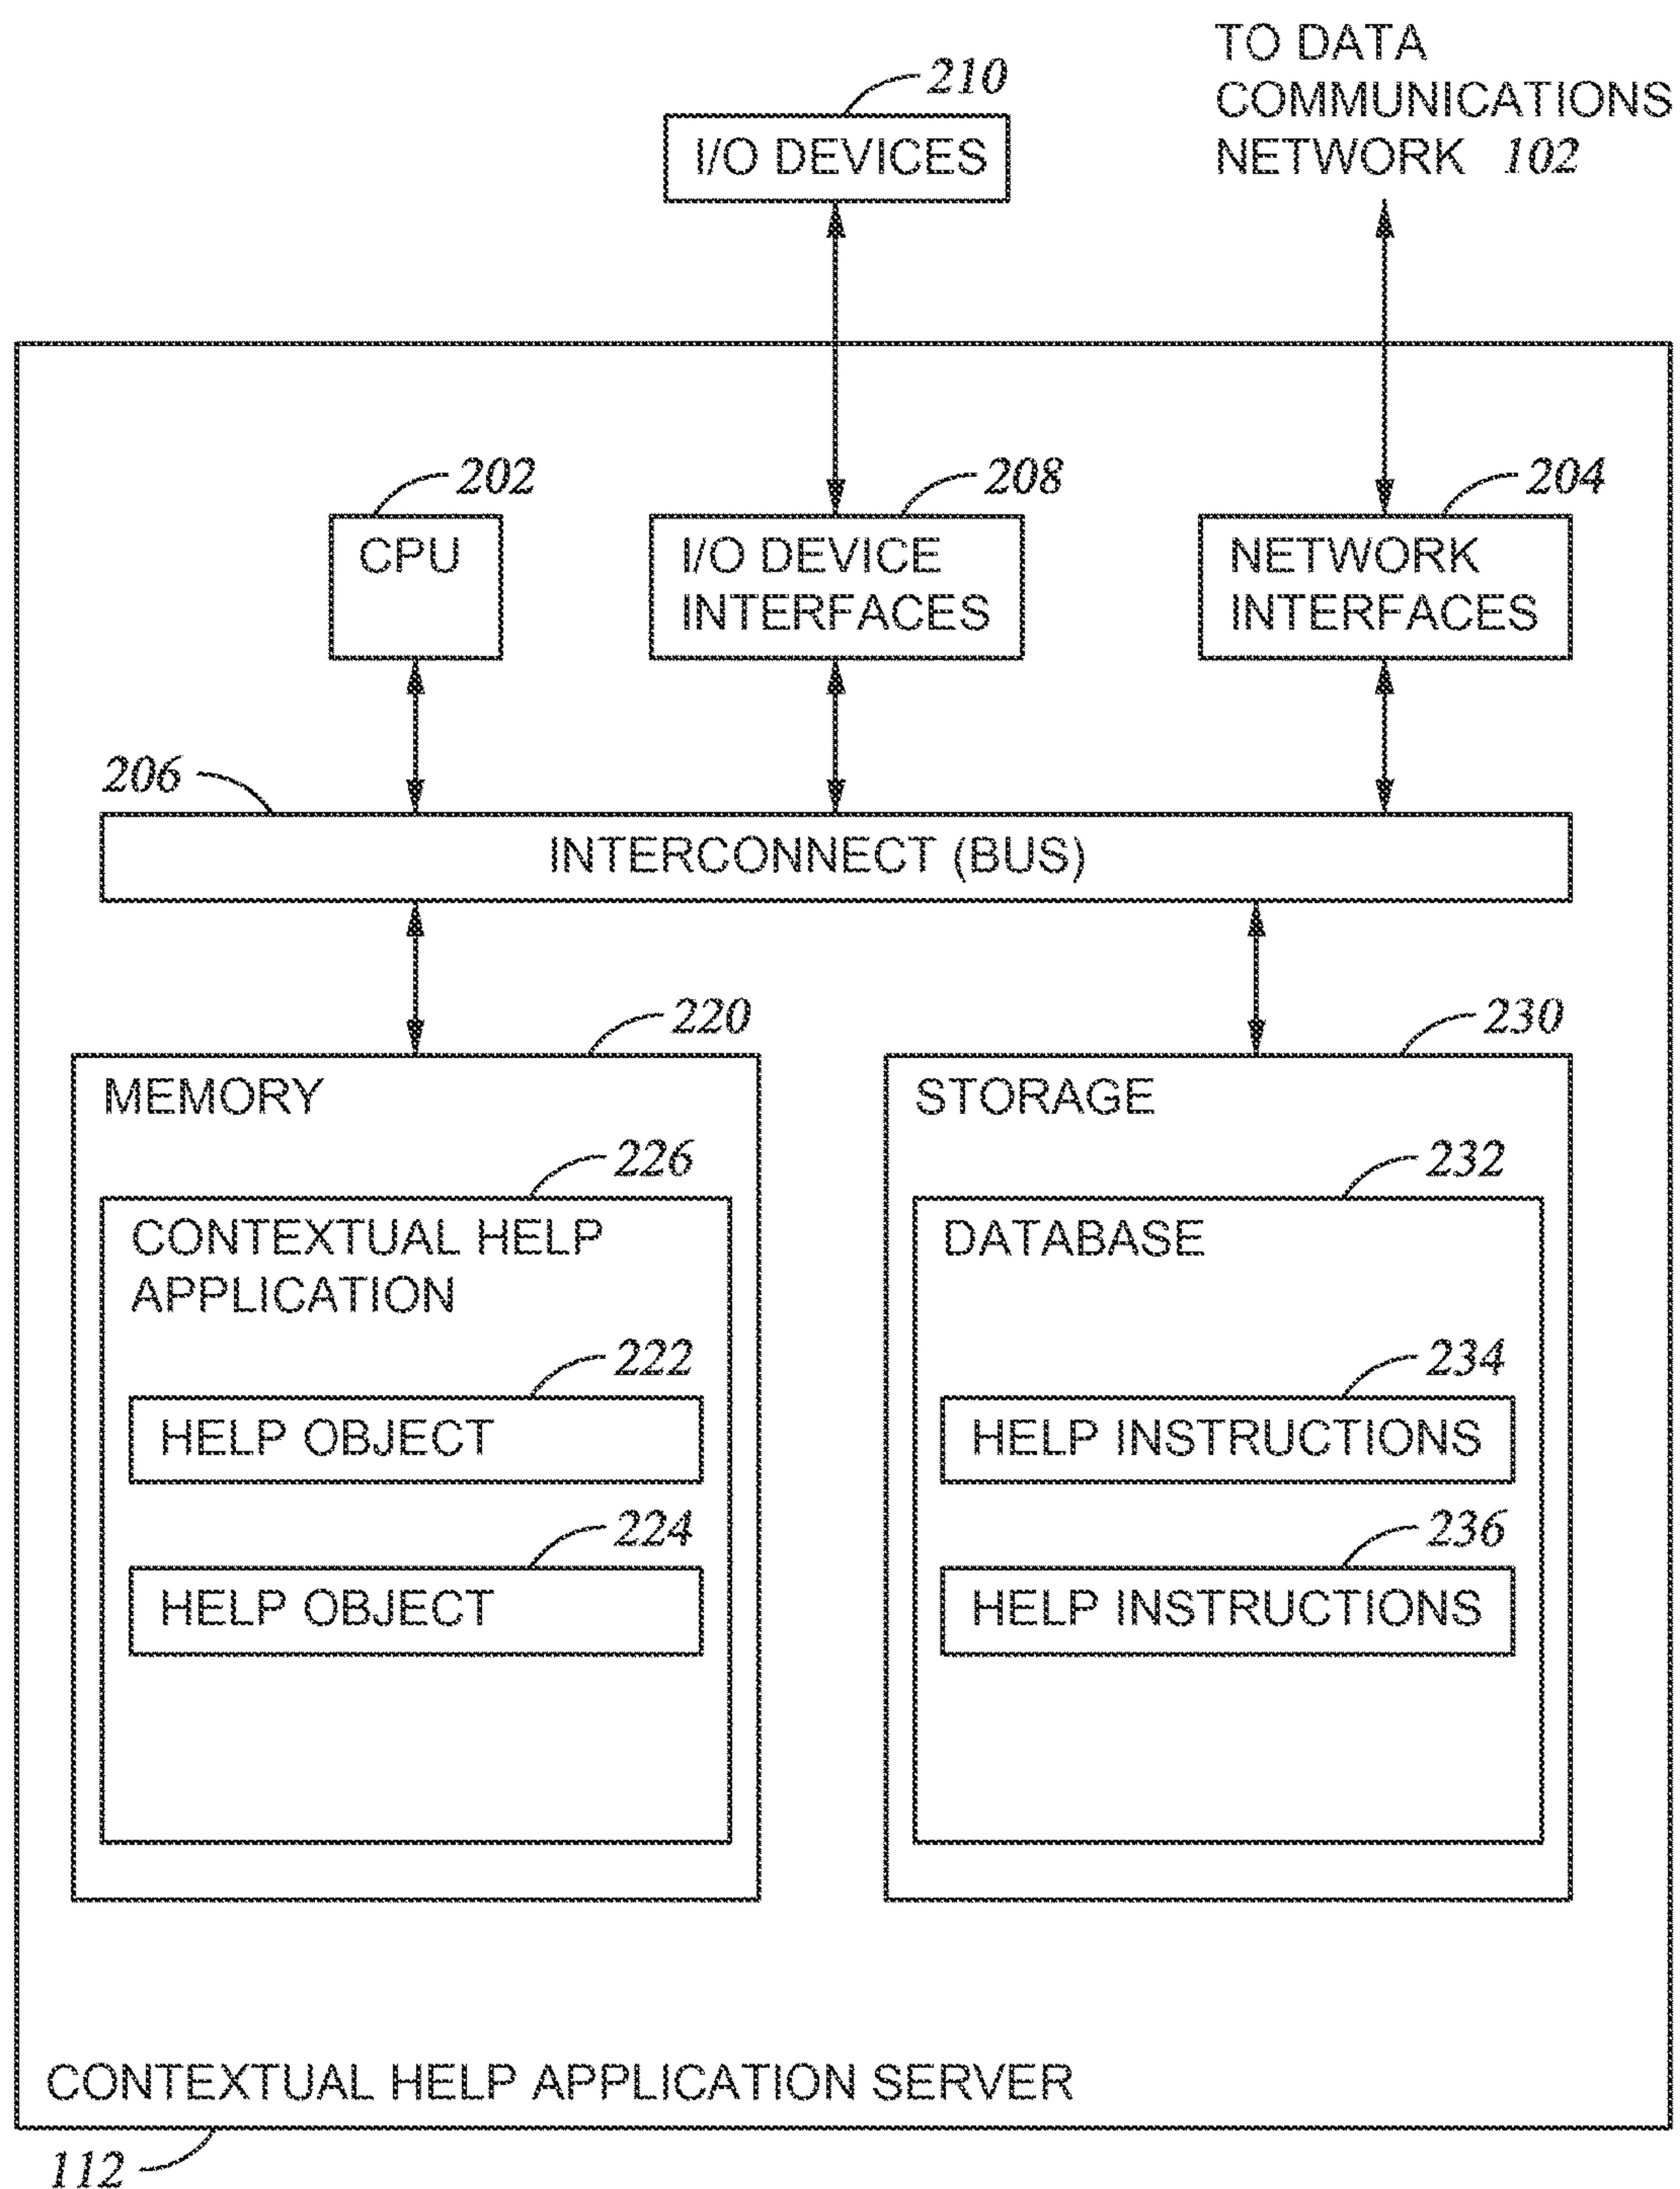 210
I/O DEVICES
TO DATA
COMMUNICATIONS
NETWORK 102
202
CPU
208
I/O DEVICE
INTERFACES
204
NETWORK
INTERFACES
206
INTERCONNECT (BUS)
220
MEMORY
226
CONTEXTUAL HELP
APPLICATION
222
HELP OBJECT
224
HELP OBJECT
230
STORAGE
232
DATABASE
234
HELP INSTRUCTIONS
236
HELP INSTRUCTIONS
CONTEXTUAL HELP APPLICATION SERVER
112